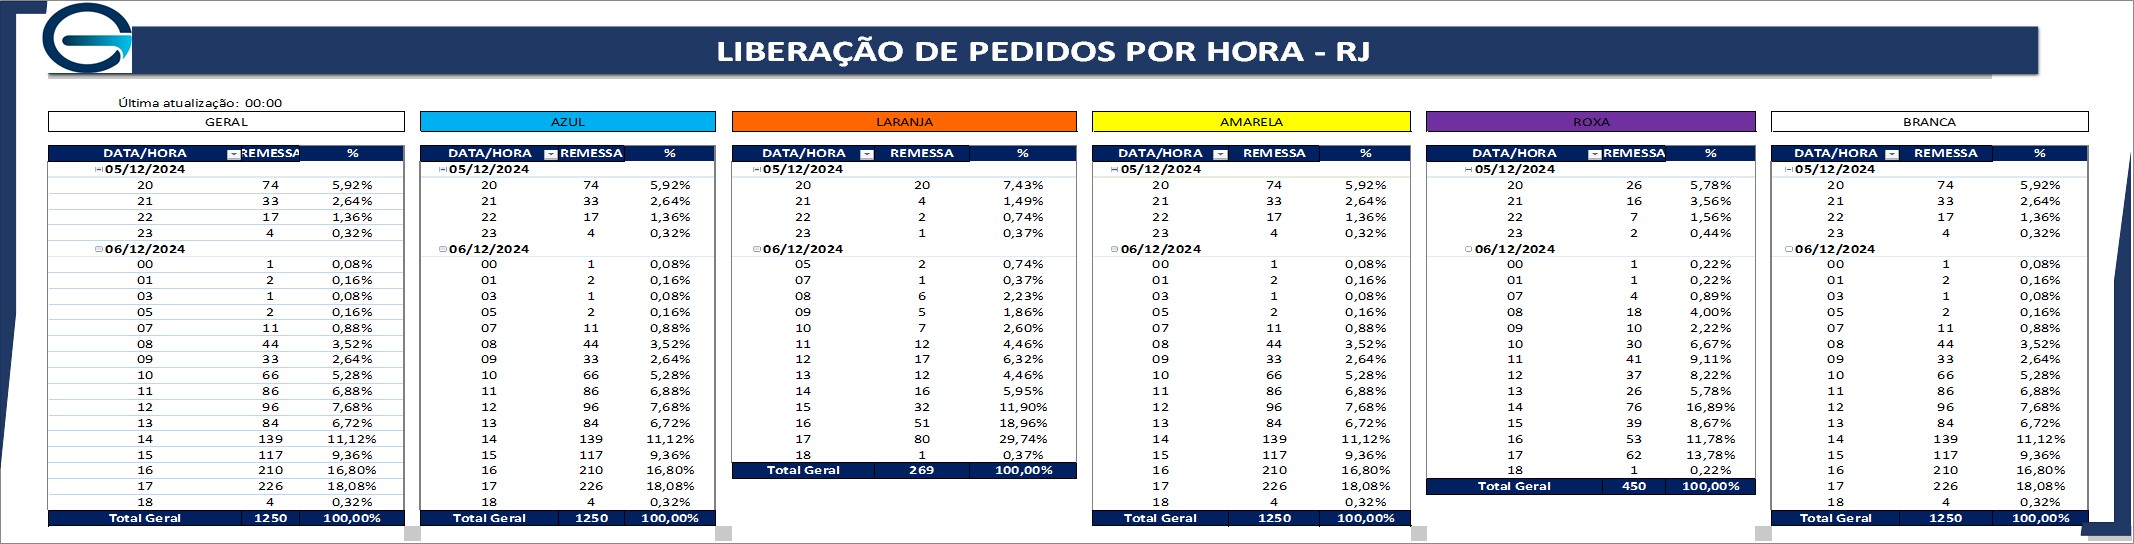 LIBERAÇÃO DE PEDIDOS POR HORA - RJ
Última atualização: 00:00
GERAL
DATA/HORA REMESSA %
05/12/2024
20 74 5,92%
21 33 2,64%
22 17 1,36%
23 4 0,32%
06/12/2024
00 1 0,08%
01 2 0,16%
03 1 0,08%
05 2 0,16%
07 11 0,88%
08 44 3,52%
09 33 2,64%
10 66 5,28%
11 86 6,88%
12 96 7,68%
13 84 6,72%
14 139 11,12%
15 117 9,36%
16 210 16,80%
17 226 18,08%
18 4 0,32%
Total Geral 1250 100,00%
AZUL
DATA/HORA REMESSA %
05/12/2024
20 74 5,92%
21 33 2,64%
22 17 1,36%
23 4 0,32%
06/12/2024
00 1 0,08%
01 2 0,16%
03 1 0,08%
05 2 0,16%
07 11 0,88%
08 44 3,52%
09 33 2,64%
10 66 5,28%
11 86 6,88%
12 96 7,68%
13 84 6,72%
14 139 11,12%
15 117 9,36%
16 210 16,80%
17 226 18,08%
18 4 0,32%
Total Geral 1250 100,00%
LARANJA
DATA/HORA REMESSA %
05/12/2024
20 20 7,43%
21 4 1,49%
22 2 0,74%
23 1 0,37%
06/12/2024
05 2 0,74%
07 1 0,37%
08 6 2,23%
09 5 1,86%
10 7 2,60%
11 12 4,46%
12 17 6,32%
13 12 4,46%
14 16 5,95%
15 32 11,90%
16 51 18,96%
17 80 29,74%
18 1 0,37%
Total Geral 269 100,00%
AMARELA
DATA/HORA REMESSA %
05/12/2024
20 74 5,92%
21 33 2,64%
22 17 1,36%
23 4 0,32%
06/12/2024
00 1 0,08%
01 2 0,16%
03 1 0,08%
05 2 0,16%
07 11 0,88%
08 44 3,52%
09 33 2,64%
10 66 5,28%
11 86 6,88%
12 96 7,68%
13 84 6,72%
14 139 11,12%
15 117 9,36%
16 210 16,80%
17 226 18,08%
18 4 0,32%
Total Geral 1250 100,00%
ROXA
DATA/HORA REMESSA %
05/12/2024
20 26 5,78%
21 16 3,56%
22 7 1,56%
23 2 0,44%
06/12/2024
00 1 0,22%
01 1 0,22%
07 4 0,89%
08 18 4,00%
09 10 2,22%
10 30 6,67%
11 41 9,11%
12 37 8,22%
13 26 5,78%
14 76 16,89%
15 39 8,67%
16 53 11,78%
17 62 13,78%
18 1 0,22%
Total Geral 450 100,00%
BRANCA
DATA/HORA REMESSA %
05/12/2024
20 74 5,92%
21 33 2,64%
22 17 1,36%
23 4 0,32%
06/12/2024
00 1 0,08%
01 2 0,16%
03 1 0,08%
05 2 0,16%
07 11 0,88%
08 44 3,52%
09 33 2,64%
10 66 5,28%
11 86 6,88%
12 96 7,68%
13 84 6,72%
14 139 11,12%
15 117 9,36%
16 210 16,80%
17 226 18,08%
18 4 0,32%
Total Geral 1250 100,00%